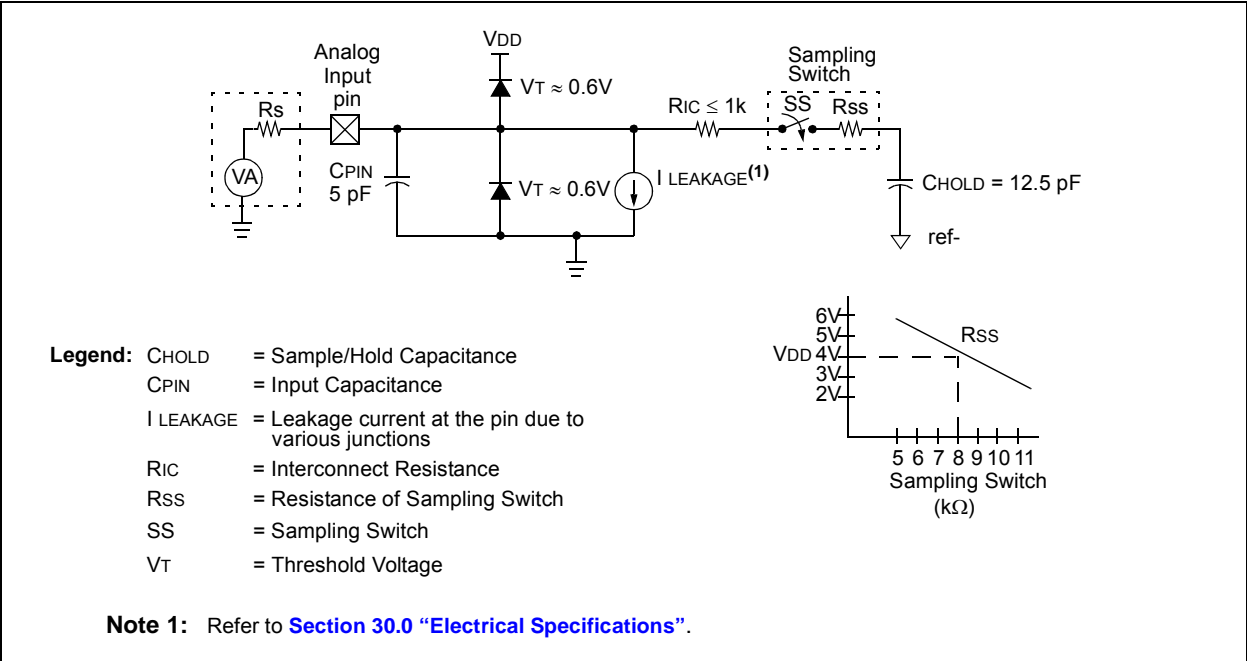 VDD
Analog
Input
pin
Sampling
Switch
VT ≈ 0.6V
RIC ≤ 1k
SS
Rss
Rs
VA
CPIN
5 pF
VT ≈ 0.6V
I LEAKAGE(1)
CHOLD = 12.5 pF
ref-
6V
5V
VDD 4V
3V
2V
RSS
5 6 7 8 9 10 11
Sampling Switch
(kΩ)
Legend: CHOLD = Sample/Hold Capacitance
CPIN = Input Capacitance
I LEAKAGE = Leakage current at the pin due to
various junctions
RIC = Interconnect Resistance
RSS = Resistance of Sampling Switch
SS = Sampling Switch
VT = Threshold Voltage
Note 1: Refer to Section 30.0 “Electrical Specifications”.